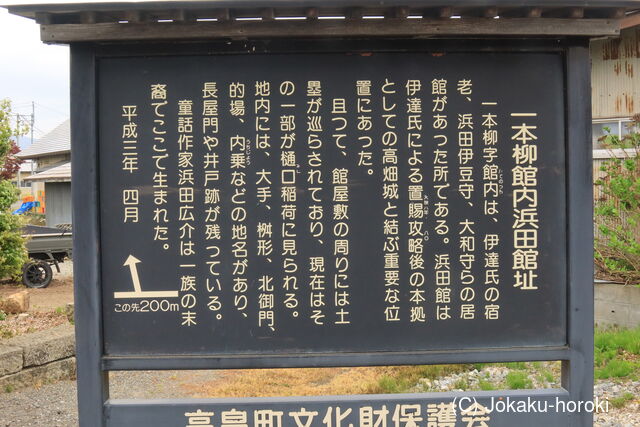 一本柳館内浜田館址
一本柳字館内は、伊達氏の宿
老、浜田伊豆守、大和守らの居
館があった所である。浜田館は
伊達氏による置賜攻略後の本拠
としての高畑城と結ぶ重要な位
置にあった。
且つて、館屋敷の周りには土
塁が巡らされており、現在はそ
の一部が樋口稲荷に見られる。
地内には、大手、桝形、北御門、
的場、内乗などの地名があり、
長屋門や井戸跡が残っている。
童話作家浜田広介は一族の末
裔でここで生まれた。
平成三年 四月
この先200m
高畠町文化財保護会
(C)Jokaku-horoki